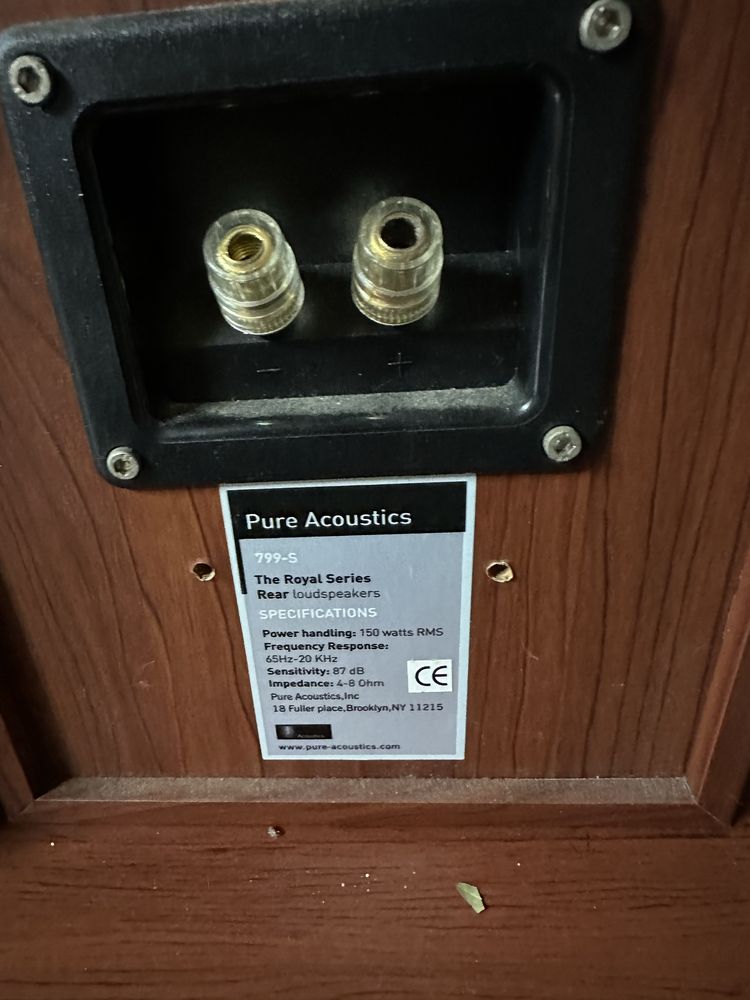 - +
Pure Acoustics
799-S
The Royal Series
Rear loudspeakers
SPECIFICATIONS
Power handling: 150 watts RMS
Frequency Response:
65Hz-20 KHz
Sensitivity: 87 dB
Impedance: 4-8 Ohm
CE
Pure Acoustics,Inc
18 Fuller place,Brooklyn,NY 11215
Acoustics
www.pure-acoustics.com